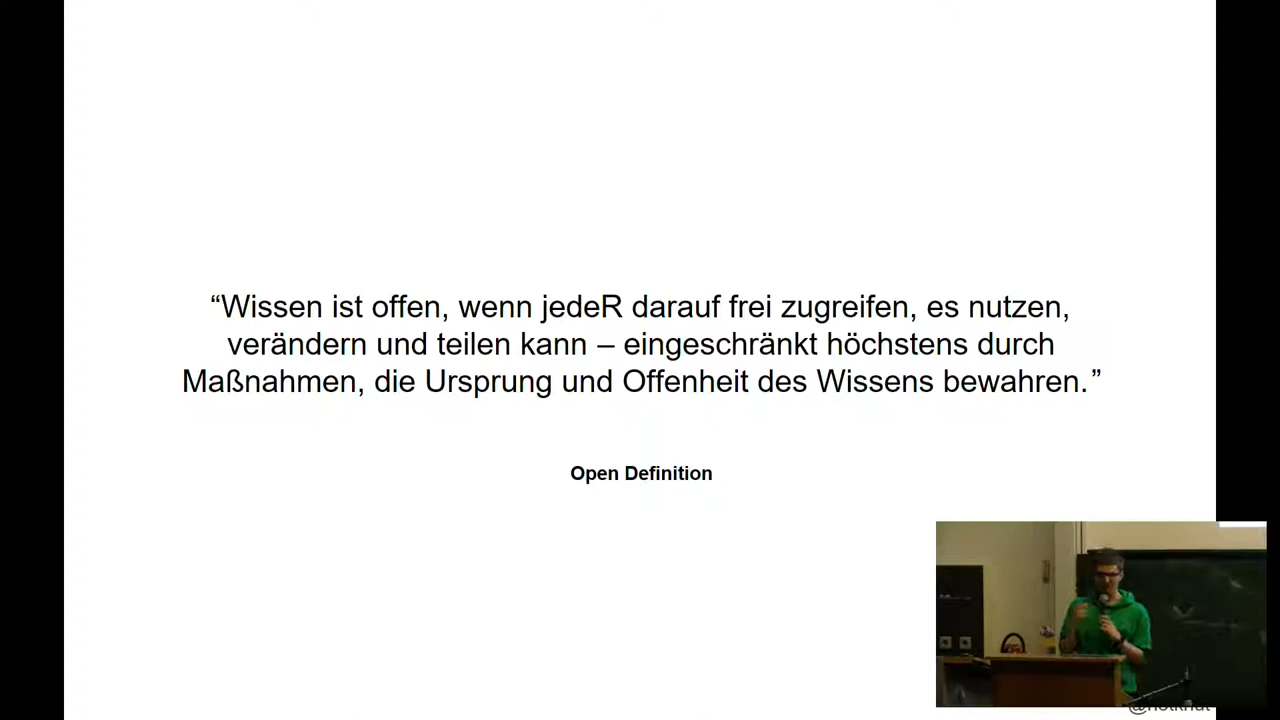 “Wissen ist offen, wenn jedeR darauf frei zugreifen, es nutzen,
verändern und teilen kann – eingeschränkt höchstens durch
Maßnahmen, die Ursprung und Offenheit des Wissens bewahren.”
Open Definition